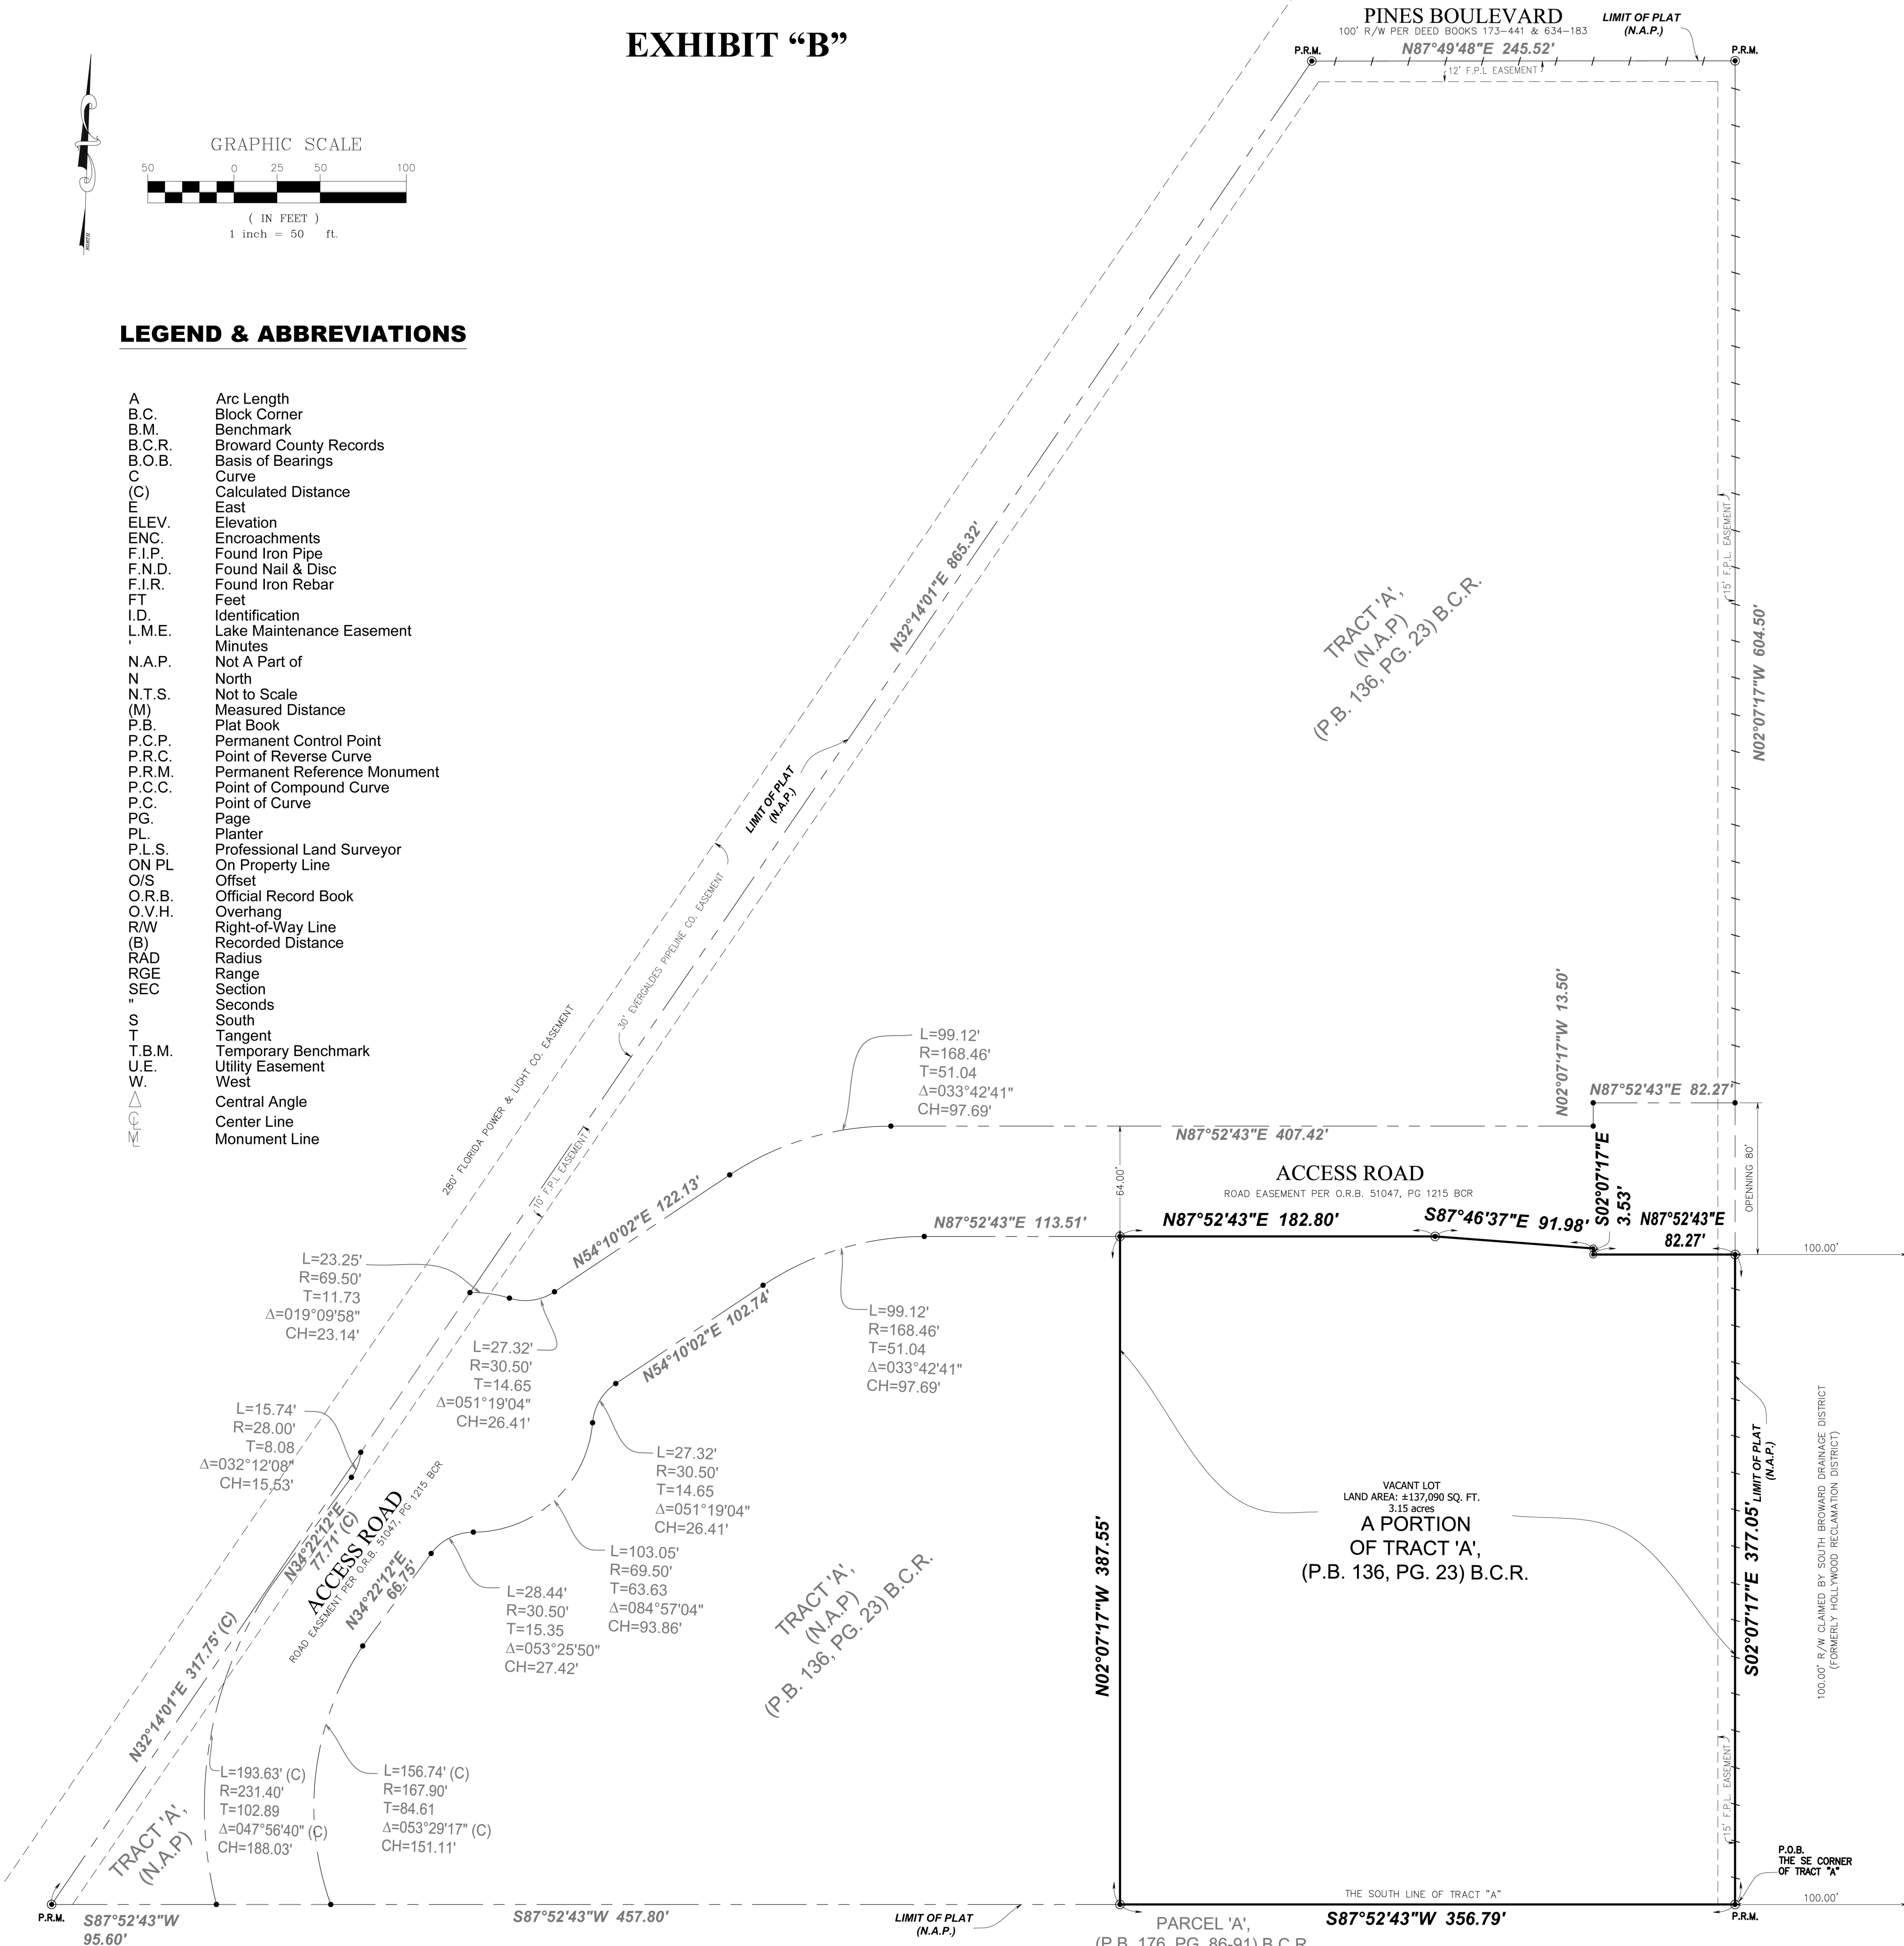 EXHIBIT “B”
PINES BOULEVARD
100' R/W PER DEED BOOKS 173-441 & 634-183
LIMIT OF PLAT
(N.A.P.)
P.R.M.
N87°49'48"E 245.52'
P.R.M.
12' F.P.L EASEMENT
NORTH
GRAPHIC SCALE
50 0 25 50 100
( IN FEET )
1 inch = 50 ft.
LEGEND & ABBREVIATIONS
A Arc Length
B.C. Block Corner
B.M. Benchmark
B.C.R. Broward County Records
B.O.B. Basis of Bearings
C Curve
(C) Calculated Distance
E East
ELEV. Elevation
ENC. Encroachments
F.I.P. Found Iron Pipe
F.N.D. Found Nail & Disc
F.I.R. Found Iron Rebar
FT Feet
I.D. Identification
L.M.E. Lake Maintenance Easement
' Minutes
N.A.P. Not A Part of
N North
N.T.S. Not to Scale
(M) Measured Distance
P.B. Plat Book
P.C.P. Permanent Control Point
P.R.C. Point of Reverse Curve
P.R.M. Permanent Reference Monument
P.C.C. Point of Compound Curve
P.C. Point of Curve
PG. Page
PL. Planter
P.L.S. Professional Land Surveyor
ON PL On Property Line
O/S Offset
O.R.B. Official Record Book
O.V.H. Overhang
R/W Right-of-Way Line
(B) Recorded Distance
RAD Radius
RGE Range
SEC Section
" Seconds
S South
T Tangent
T.B.M. Temporary Benchmark
U.E. Utility Easement
W. West
△ Central Angle
℄ Center Line
ML Monument Line
N32°14'01"E 865.32'
LIMIT OF PLAT
(N.A.P.)
30' EVERGALDES PIPELINE CO. EASEMENT
280' FLORIDA POWER & LIGHT CO. EASEMENT
10' F.P.L EASEMENT
TRACT 'A',
(N.A.P)
(P.B. 136, PG. 23) B.C.R.
15' F.P.L. EASEMENT
N02°07'17"W 604.50'
N02°07'17"W 13.50'
N87°52'43"E 82.27'
L=99.12'
R=168.46'
T=51.04
Δ=033°42'41"
CH=97.69'
N87°52'43"E 407.42'
ACCESS ROAD
ROAD EASEMENT PER O.R.B. 51047, PG 1215 BCR
64.00'
S02°07'17"E
3.53'
OPENNING 80'
N87°52'43"E 113.51'
N87°52'43"E 182.80'
S87°46'37"E 91.98'
N87°52'43"E
82.27'
100.00'
N54°10'02"E 122.13'
L=23.25'
R=69.50'
T=11.73
Δ=019°09'58"
CH=23.14'
L=27.32'
R=30.50'
T=14.65
Δ=051°19'04"
CH=26.41'
N54°10'02"E 102.74'
L=99.12'
R=168.46'
T=51.04
Δ=033°42'41"
CH=97.69'
L=15.74'
R=28.00'
T=8.08
Δ=032°12'08"
CH=15.53'
L=27.32'
R=30.50'
T=14.65
Δ=051°19'04"
CH=26.41'
N34°22'12"E
77.71' (C)
ACCESS ROAD
ROAD EASEMENT PER O.R.B. 51047, PG 1215 BCR
N34°22'12"E
66.75'
L=103.05'
R=69.50'
T=63.63
Δ=084°57'04"
CH=93.86'
L=28.44'
R=30.50'
T=15.35
Δ=053°25'50"
CH=27.42'
TRACT 'A',
(N.A.P)
(P.B. 136, PG. 23) B.C.R.
N02°07'17"W 387.55'
VACANT LOT
LAND AREA: ±137,090 SQ. FT.
3.15 acres
A PORTION
OF TRACT 'A',
(P.B. 136, PG. 23) B.C.R.
LIMIT OF PLAT
(N.A.P.)
S02°07'17"E 377.05'
100.00' R/W CLAIMED BY SOUTH BROWARD DRAINAGE DISTRICT
(FORMERLY HOLLYWOOD RECLAMATION DISTRICT)
N32°14'01"E 317.75' (C)
L=193.63' (C)
R=231.40'
T=102.89
Δ=047°56'40" (C)
CH=188.03'
L=156.74' (C)
R=167.90'
T=84.61
Δ=053°29'17" (C)
CH=151.11'
TRACT 'A',
(N.A.P)
15' F.P.L. EASEMENT
P.O.B.
THE SE CORNER
OF TRACT "A"
100.00'
P.R.M.
S87°52'43"W
95.60'
S87°52'43"W 457.80'
LIMIT OF PLAT
(N.A.P.)
THE SOUTH LINE OF TRACT "A"
S87°52'43"W 356.79'
P.R.M.
PARCEL 'A',
(P.B. 176, PG. 86-91) B.C.R.